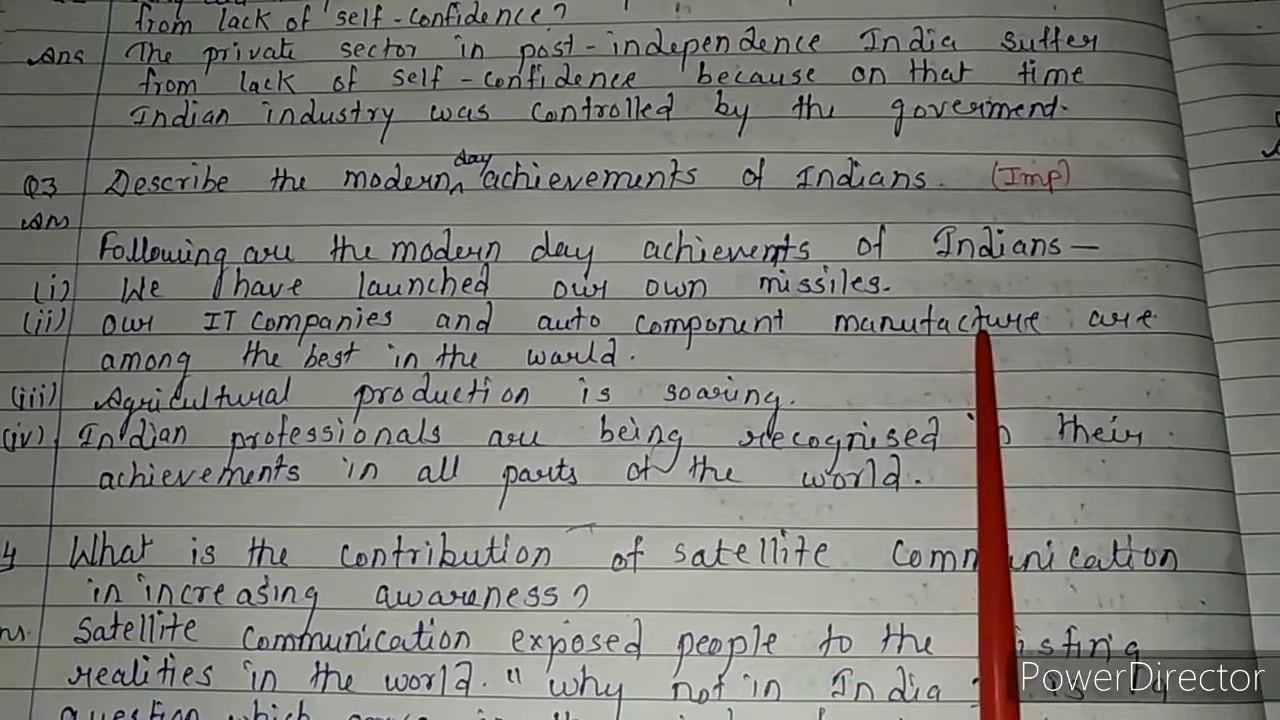 from lack of self-confidence?
Ans The private sector in post-independence India suffer
from lack of self-confidence because on that time
Indian industry was controlled by the goverment.
Q3 Describe the modern day achievements of Indians. (Imp)
Ans
Following are the modern day achievemts of Indians —
(i) We have launched our own missiles.
(ii) Our IT Companies and auto component manufacture are
among the best in the world.
(iii) Agricultural production is soaring.
(iv) Indian professionals are being recognised their
achievements in all parts of the world.
What is the contribution of satellite communication
in increasing awareness?
Satellite communication exposed people to the
realities in the world. "why not in India
question which
PowerDirector